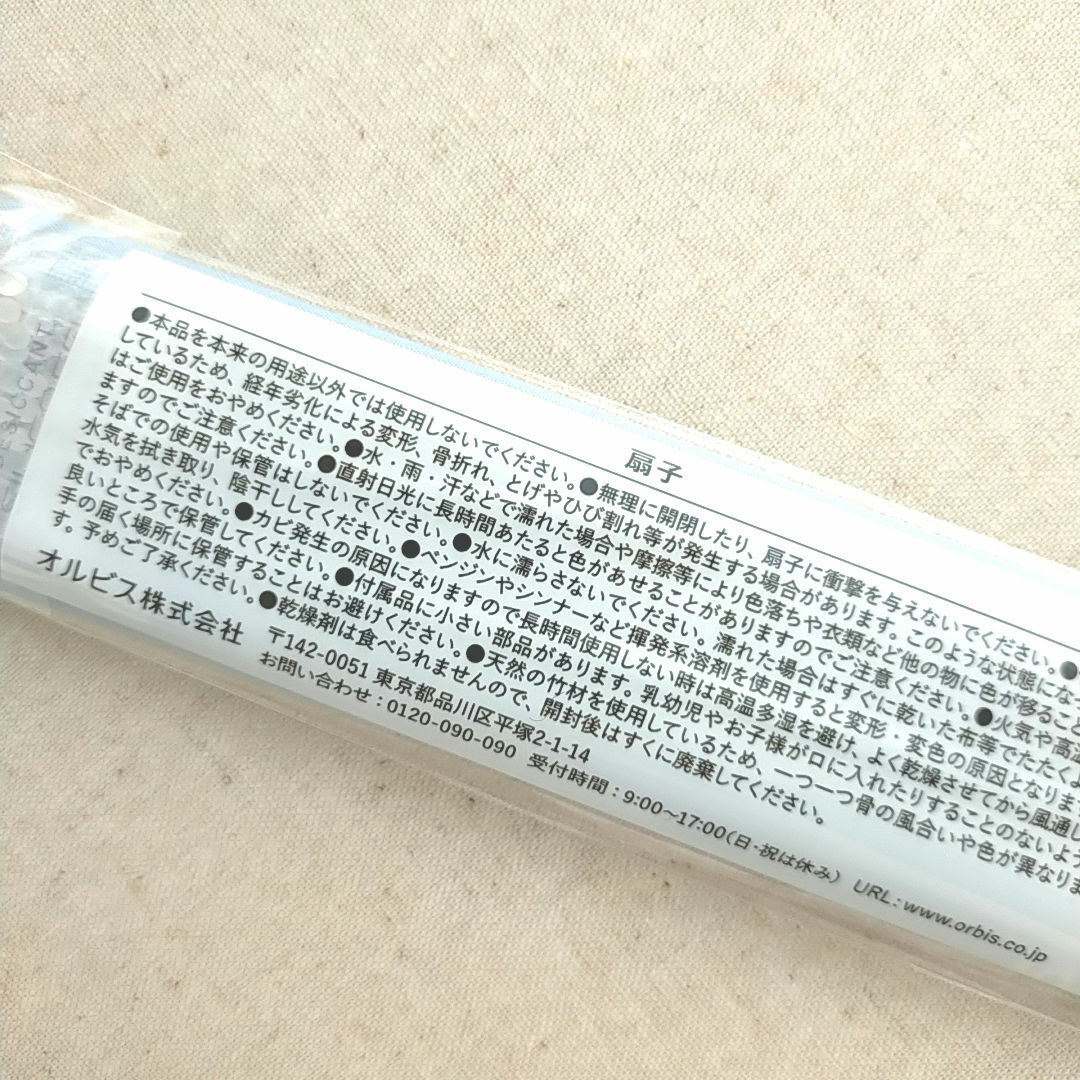 DESICCANT
扇子
●本品を本来の用途以外では使用しないでください。●無理に開閉したり、扇子に衝撃を与えないでください。●
しているため、経年劣化による変形、骨折れ、とげやひび割れ等が発生する場合があります。このような状態にな
はご使用をおやめください。●水・雨・汗などで濡れた場合や摩擦等により色落ちや衣類など他の物に色が移ること
ますのでご注意ください。●直射日光に長時間あたると色があせることがありますのでご注意ください。●火気や高温
そばでの使用や保管はしないでください。●水に濡らさないでください。濡れた場合はすぐに乾いた布等でたたくよ
水気を拭き取り、陰干ししてください。●ベンジンやシンナーなど揮発系溶剤を使用すると変形・変色の原因となりま
でおやめください。●カビ発生の原因になりますので長時間使用しない時は高温多湿を避け、よく乾燥させてから風通し
良いところで保管してください。●付属品に小さい部品があります。乳幼児やお子様が口に入れたりすることのないよう
手の届く場所に保管することはお避けください。●天然の竹材を使用しているため、一つ一つ骨の風合いや色が異なりま
す。予めご了承ください。●乾燥剤は食べられませんので、開封後はすぐに廃棄してください。
オルビス株式会社 〒142-0051 東京都品川区平塚2-1-14
お問い合わせ：0120-090-090 受付時間：9:00〜17:00(日・祝は休み) URL:www.orbis.co.jp